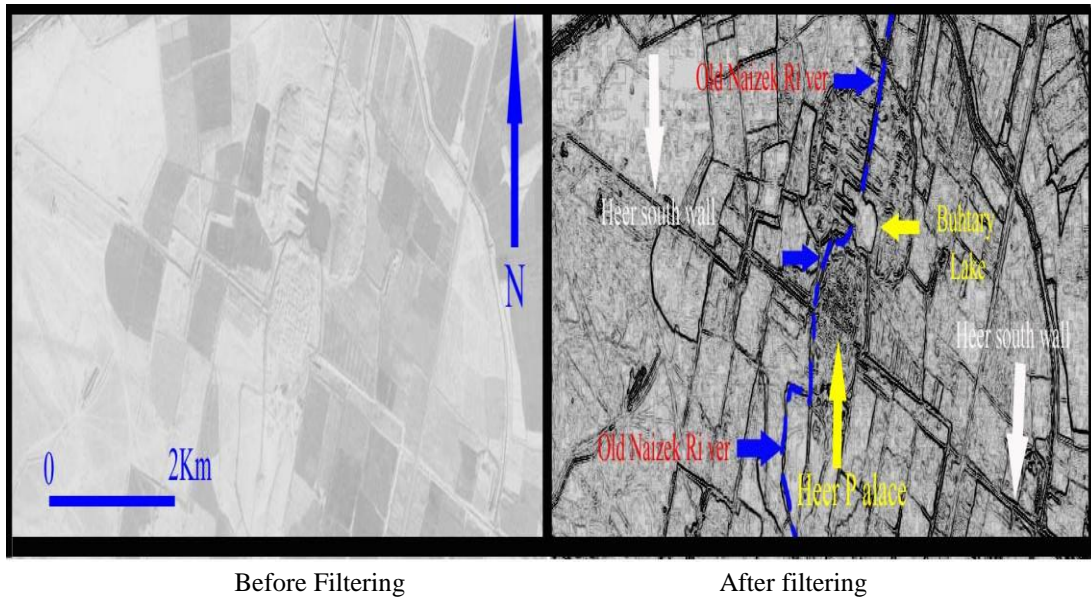 N
0
2Km
Old Naizek Ri ver
Heer south wall
Buhtary
Lake
Heer south wall
Old Naizek Ri ver
Heer P alace
Before Filtering
After filtering